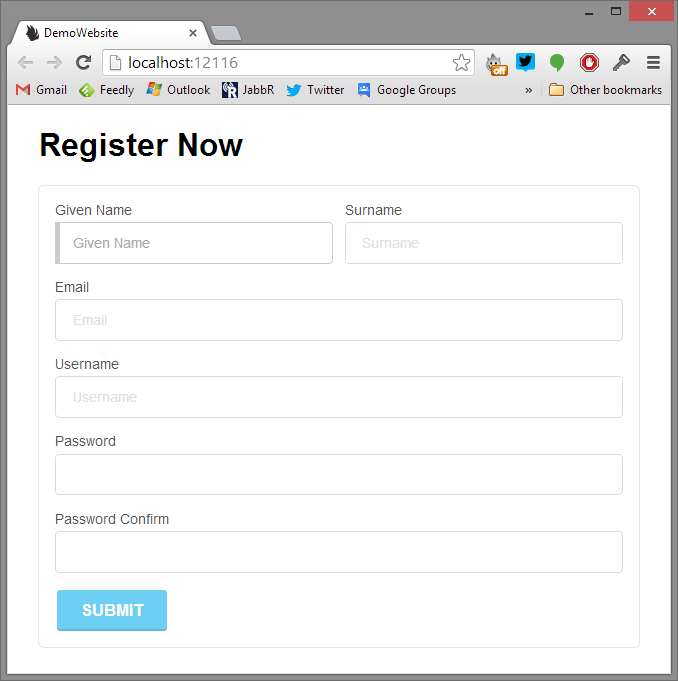 DemoWebsite
localhost:12116
off
Gmail Feedly Outlook JabbR Twitter Google Groups » Other bookmarks
Register Now
Given Name Surname
Given Name Surname
Email
Email
Username
Username
Password
Password Confirm
SUBMIT